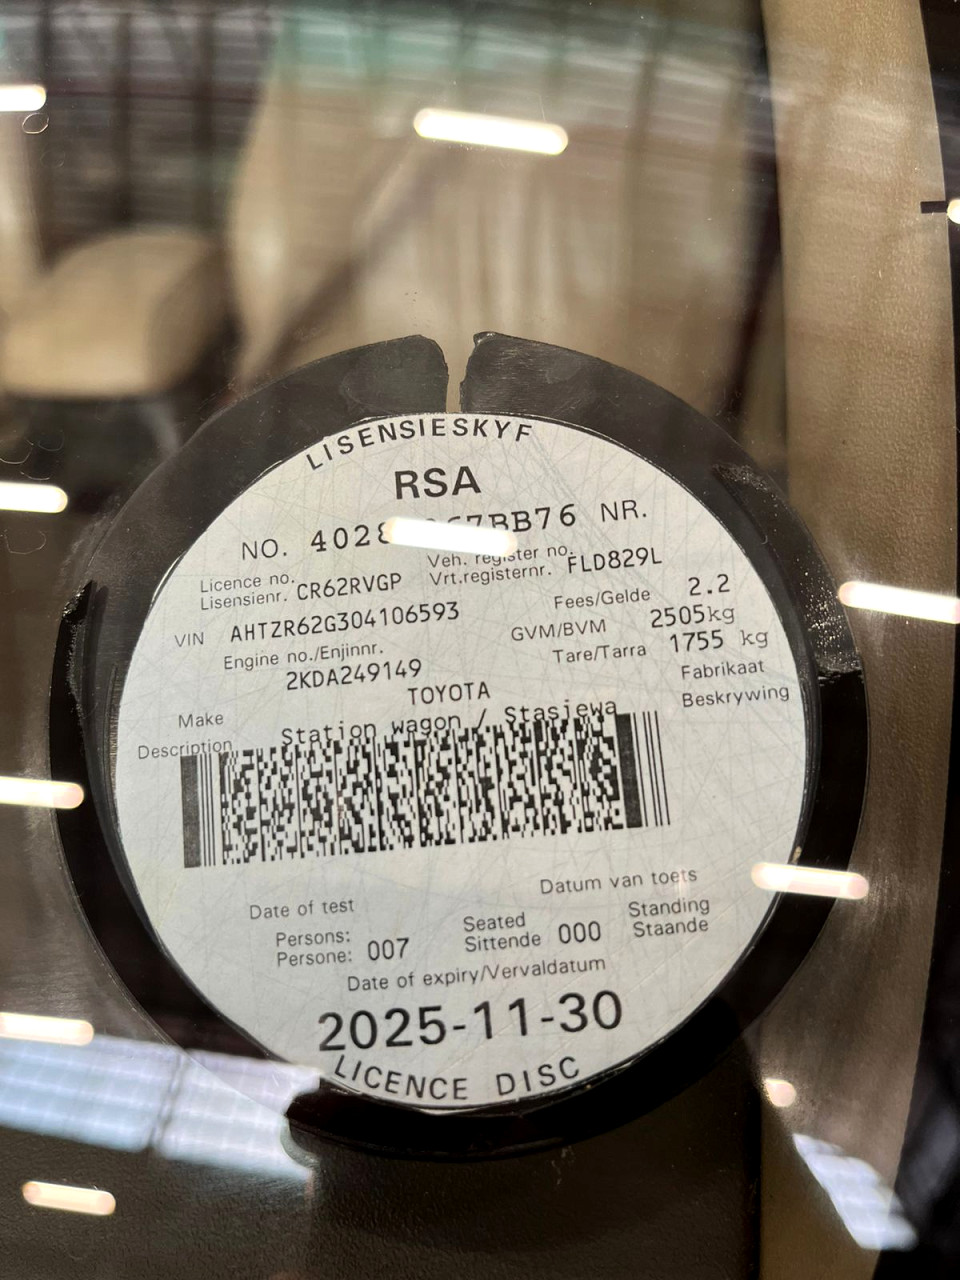 LISENSIESKYF
RSA
NO. NR.
Licence no. CR62RVGP Veh. register no. FLD829L
Lisensienr. Vrt.registernr.
VIN AHTZR62G304106593 Fees/Gelde 2.2
Engine no./Enjinnr. GVM/BVM 2505kg
2KDA249149 Tare/Tarra 1755 kg
Make TOYOTA Fabrikaat
Description Station wagon / Stasiewa Beskrywing
Date of test Datum van toets
Persons: 007 Seated 000 Standing
Persone: Sittende Staande
Date of expiry/Vervaldatum
2025-11-30
LICENCE DISC